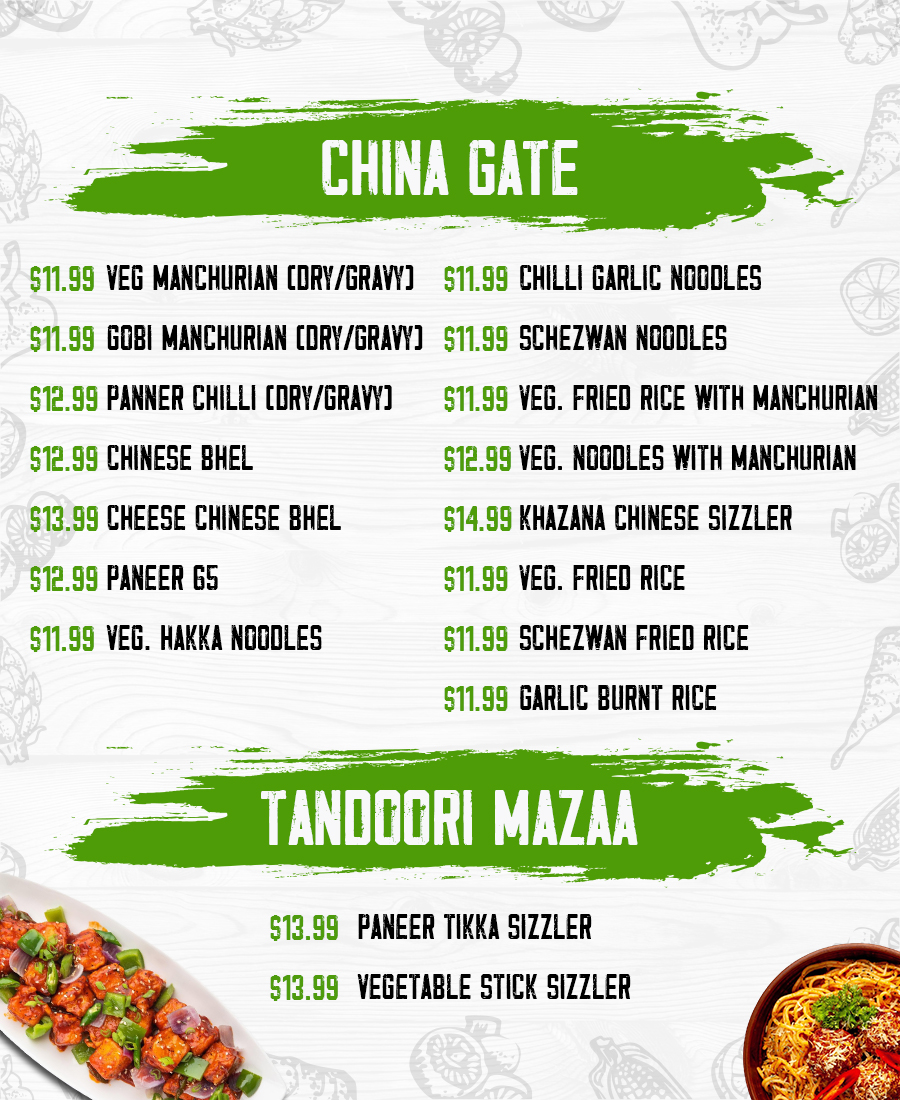 CHINA GATE
$11.99 VEG MANCHURIAN (DRY/GRAVY)
$11.99 GOBI MANCHURIAN (DRY/GRAVY)
$12.99 PANNER CHILLI (DRY/GRAVY)
$12.99 CHINESE BHEL
$13.99 CHEESE CHINESE BHEL
$12.99 PANEER 65
$11.99 VEG. HAKKA NOODLES
$11.99 CHILLI GARLIC NOODLES
$11.99 SCHEZWAN NOODLES
$11.99 VEG. FRIED RICE WITH MANCHURIAN
$12.99 VEG. NOODLES WITH MANCHURIAN
$14.99 KHAZANA CHINESE SIZZLER
$11.99 VEG. FRIED RICE
$11.99 SCHEZWAN FRIED RICE
$11.99 GARLIC BURNT RICE
TANDOORI MAZAA
$13.99 PANEER TIKKA SIZZLER
$13.99 VEGETABLE STICK SIZZLER